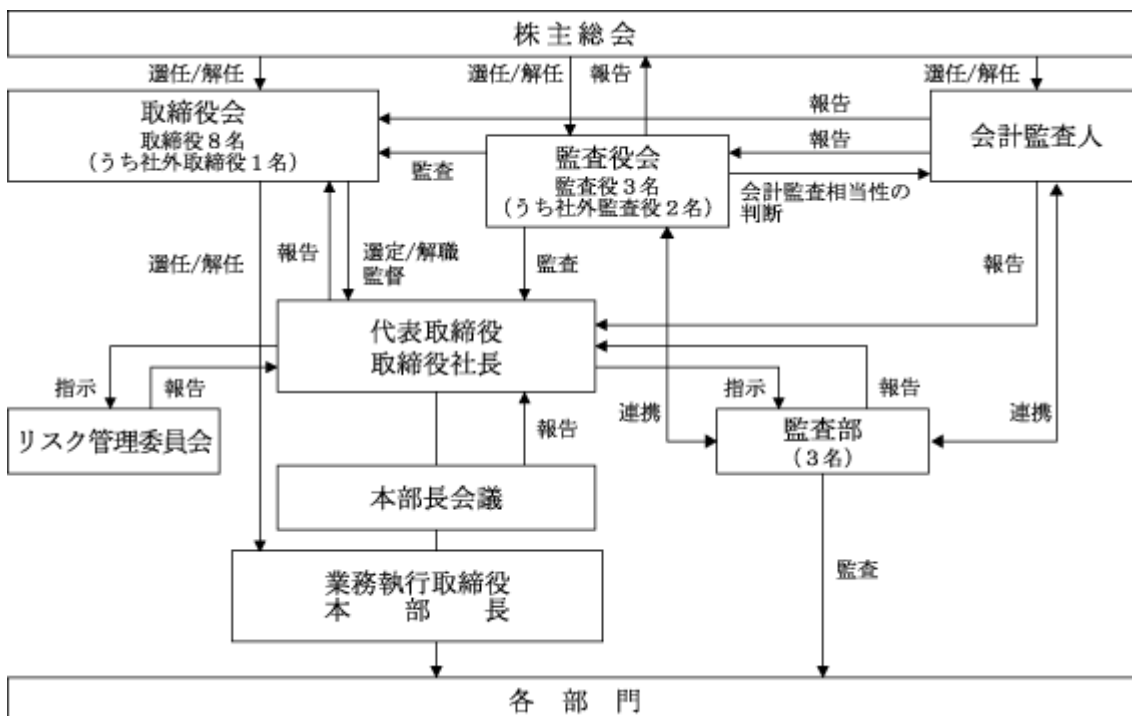 株主総会
選任/解任
選任/解任
報告
選任/解任
取締役会
取締役８名
(うち社外取締役１名)
報告
会計監査人
監査
監査役会
監査役３名
(うち社外監査役２名)
報告
会計監査相当性の
判断
選任/解任
報告
選定/解職
監督
監査
報告
代表取締役
取締役社長
指示
報告
指示
報告
連携
連携
リスク管理委員会
報告
監査部
(３名)
本部長会議
業務執行取締役
本部長
監査
各部門